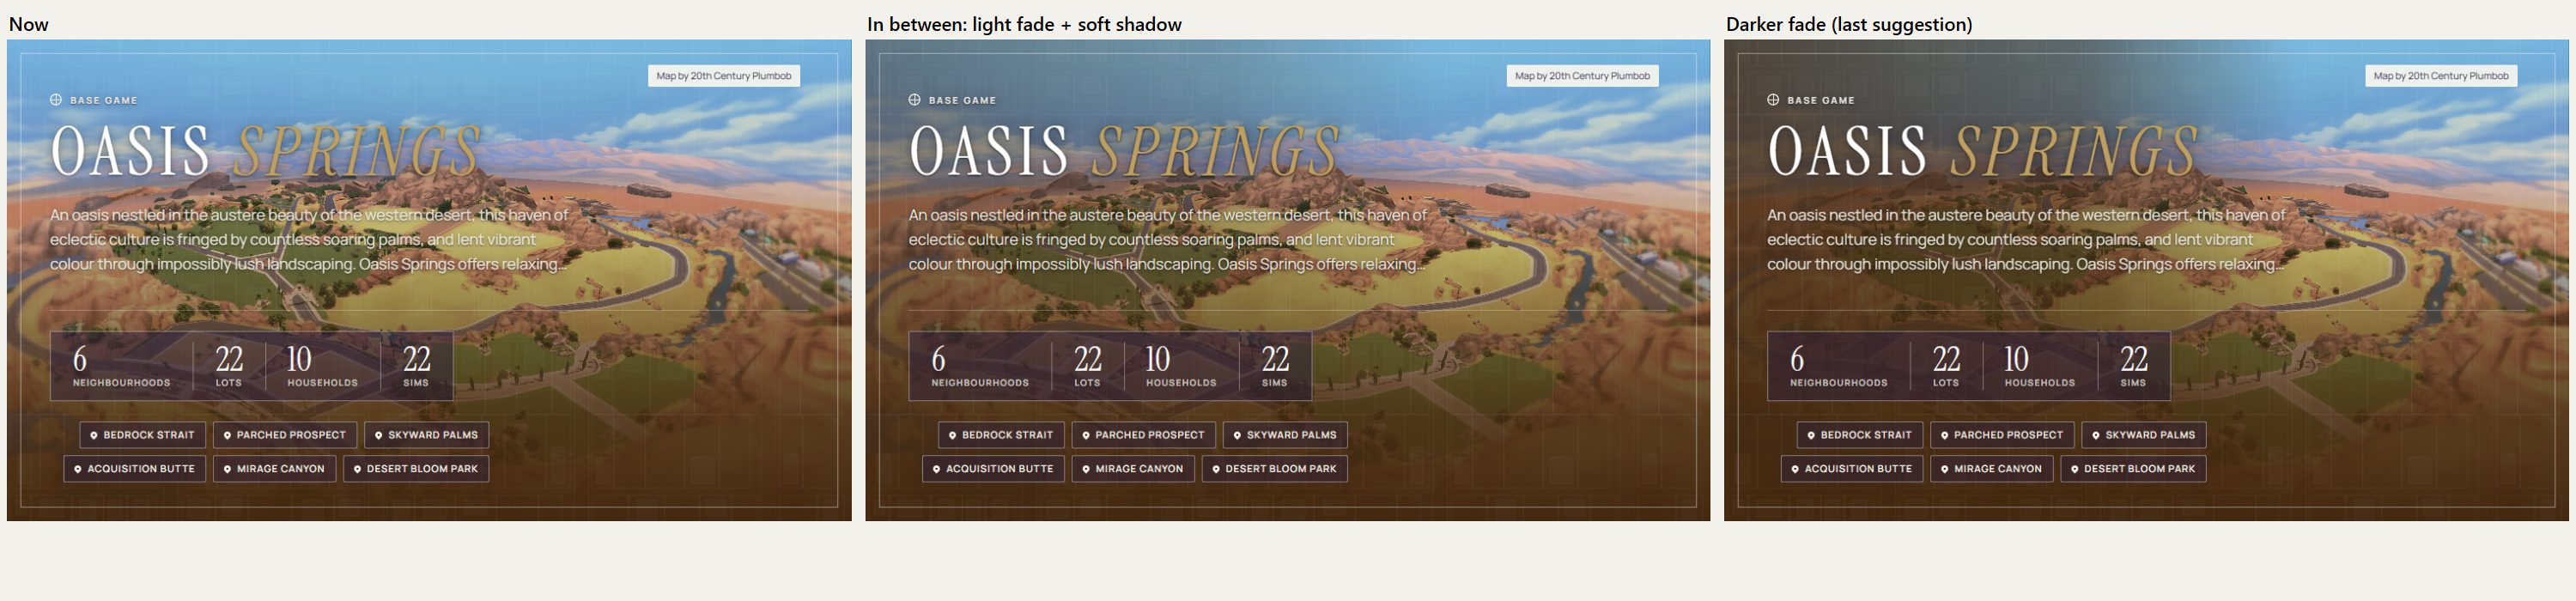 Now
Map by 20th Century Plumbob
BASE GAME
OASIS SPRINGS
An oasis nestled in the austere beauty of the western desert, this haven of
eclectic culture is fringed by countless soaring palms, and lent vibrant
colour through impossibly lush landscaping. Oasis Springs offers relaxing...
6 22 10 22
NEIGHBOURHOODS LOTS HOUSEHOLDS SIMS
BEDROCK STRAIT PARCHED PROSPECT SKYWARD PALMS
ACQUISITION BUTTE MIRAGE CANYON DESERT BLOOM PARK
In between: light fade + soft shadow
Map by 20th Century Plumbob
BASE GAME
OASIS SPRINGS
An oasis nestled in the austere beauty of the western desert, this haven of
eclectic culture is fringed by countless soaring palms, and lent vibrant
colour through impossibly lush landscaping. Oasis Springs offers relaxing...
6 22 10 22
NEIGHBOURHOODS LOTS HOUSEHOLDS SIMS
BEDROCK STRAIT PARCHED PROSPECT SKYWARD PALMS
ACQUISITION BUTTE MIRAGE CANYON DESERT BLOOM PARK
Darker fade (last suggestion)
Map by 20th Century Plumbob
BASE GAME
OASIS SPRINGS
An oasis nestled in the austere beauty of the western desert, this haven of
eclectic culture is fringed by countless soaring palms, and lent vibrant
colour through impossibly lush landscaping. Oasis Springs offers relaxing...
6 22 10 22
NEIGHBOURHOODS LOTS HOUSEHOLDS SIMS
BEDROCK STRAIT PARCHED PROSPECT SKYWARD PALMS
ACQUISITION BUTTE MIRAGE CANYON DESERT BLOOM PARK